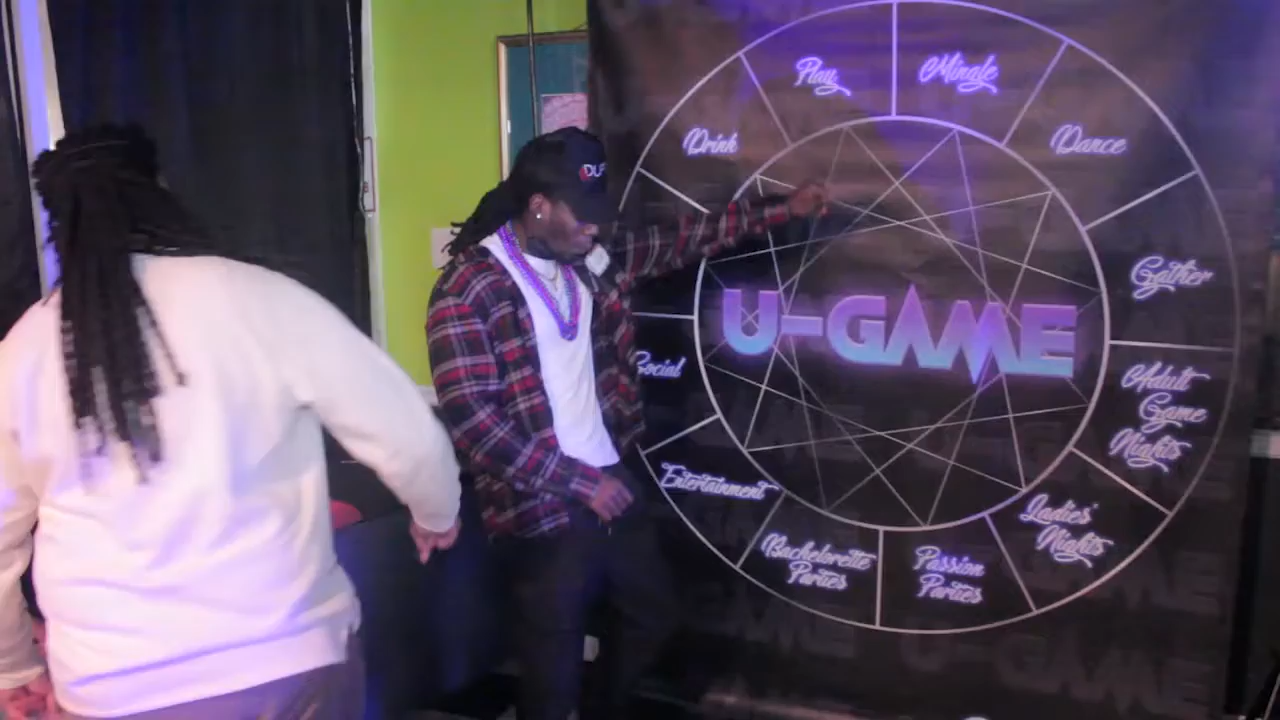 Play
Mingle
Drink
Dance
Gather
U-GAME
Social
Adult
Game
Nights
Entertainment
Ladies'
Nights
Bachelorette
Parties
Passion
Parties